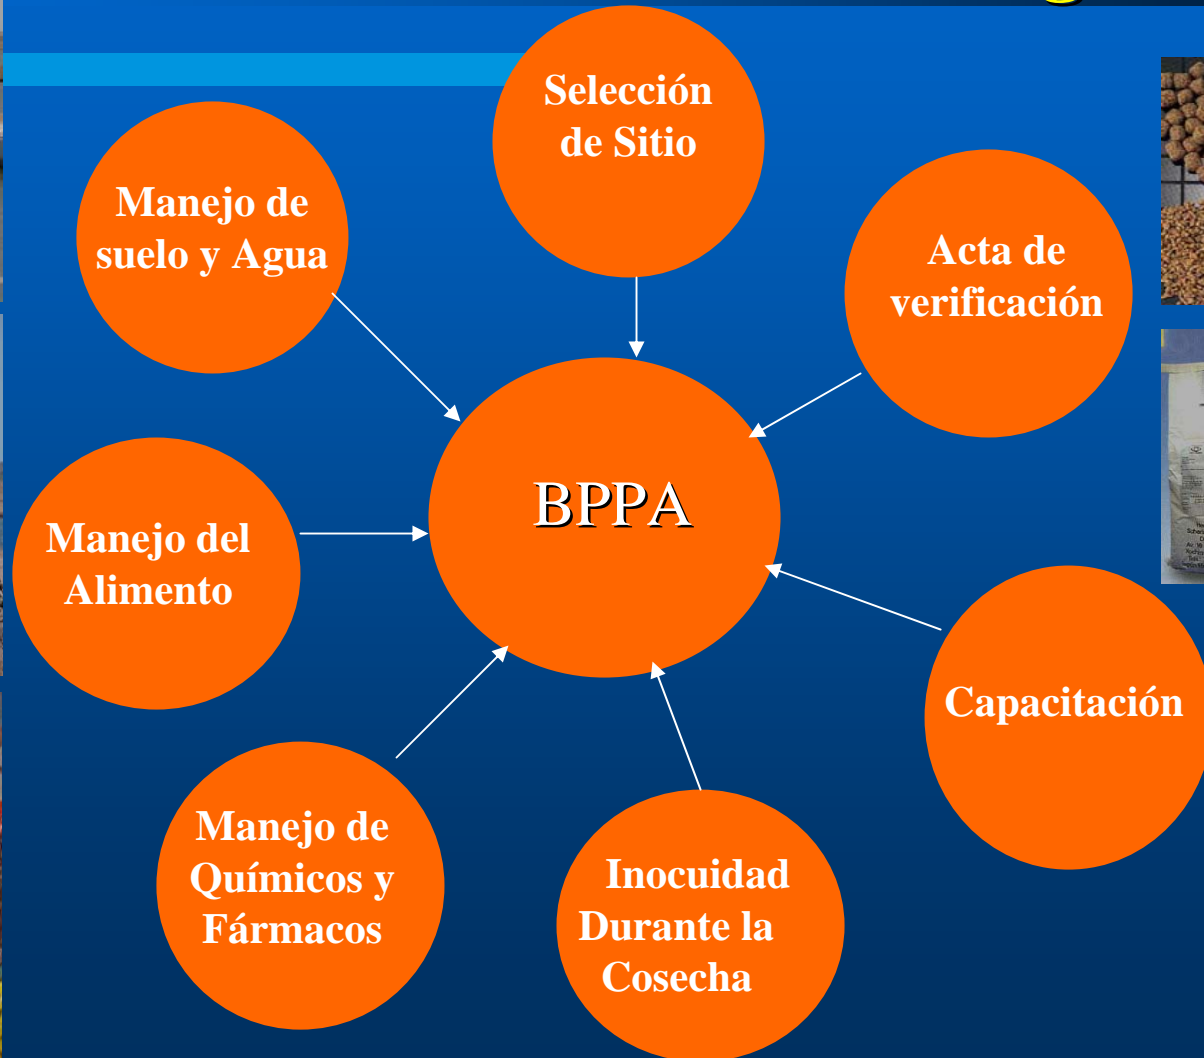 Selección
de Sitio
Manejo de
suelo y Agua
Acta de
verificación
BPPA
Manejo del
Alimento
Capacitación
Manejo de
Químicos y
Fármacos
Inocuidad
Durante la
Cosecha